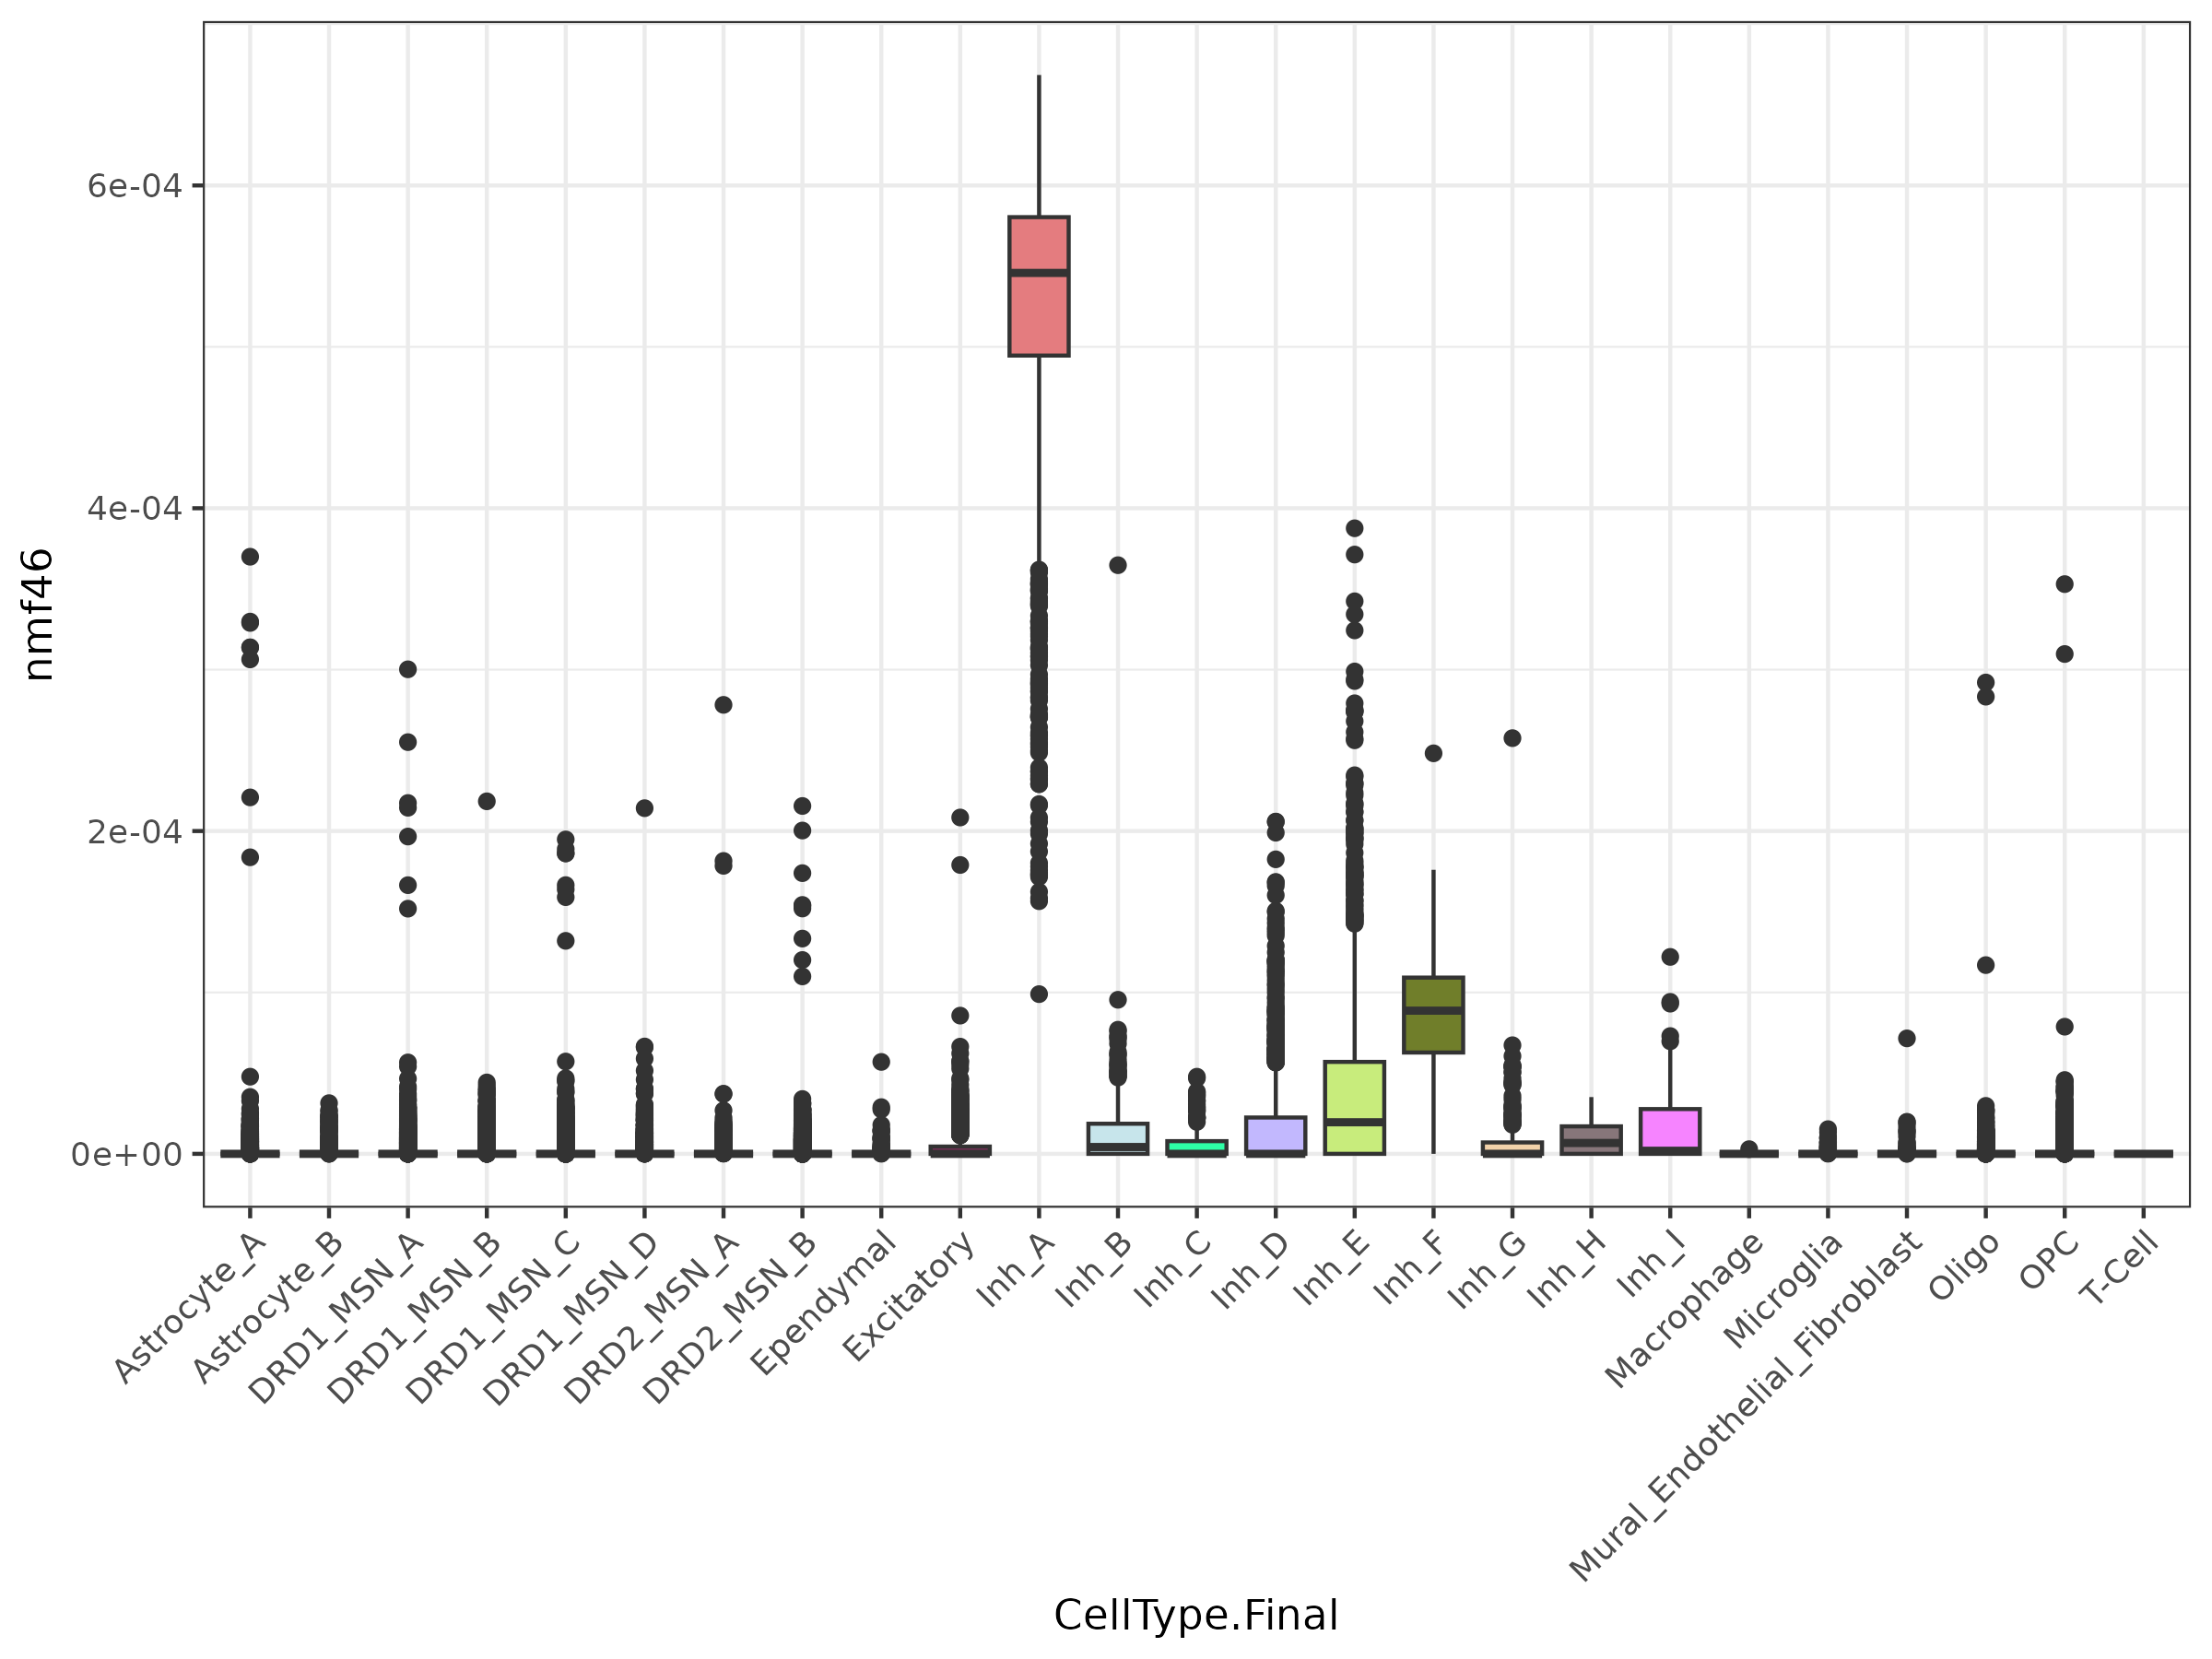 nmf46
6e-04
4e-04
2e-04
0e+00
Astrocyte_A
Astrocyte_B
DRD1_MSN_A
DRD1_MSN_B
DRD1_MSN_C
DRD1_MSN_D
DRD2_MSN_A
DRD2_MSN_B
Ependymal
Excitatory
Inh_A
Inh_B
Inh_C
Inh_D
Inh_E
Inh_F
Inh_G
Inh_H
Inh_I
Macrophage
Microglia
Mural_Endothelial_Fibroblast
Oligo
OPC
T-Cell
CellType.Final